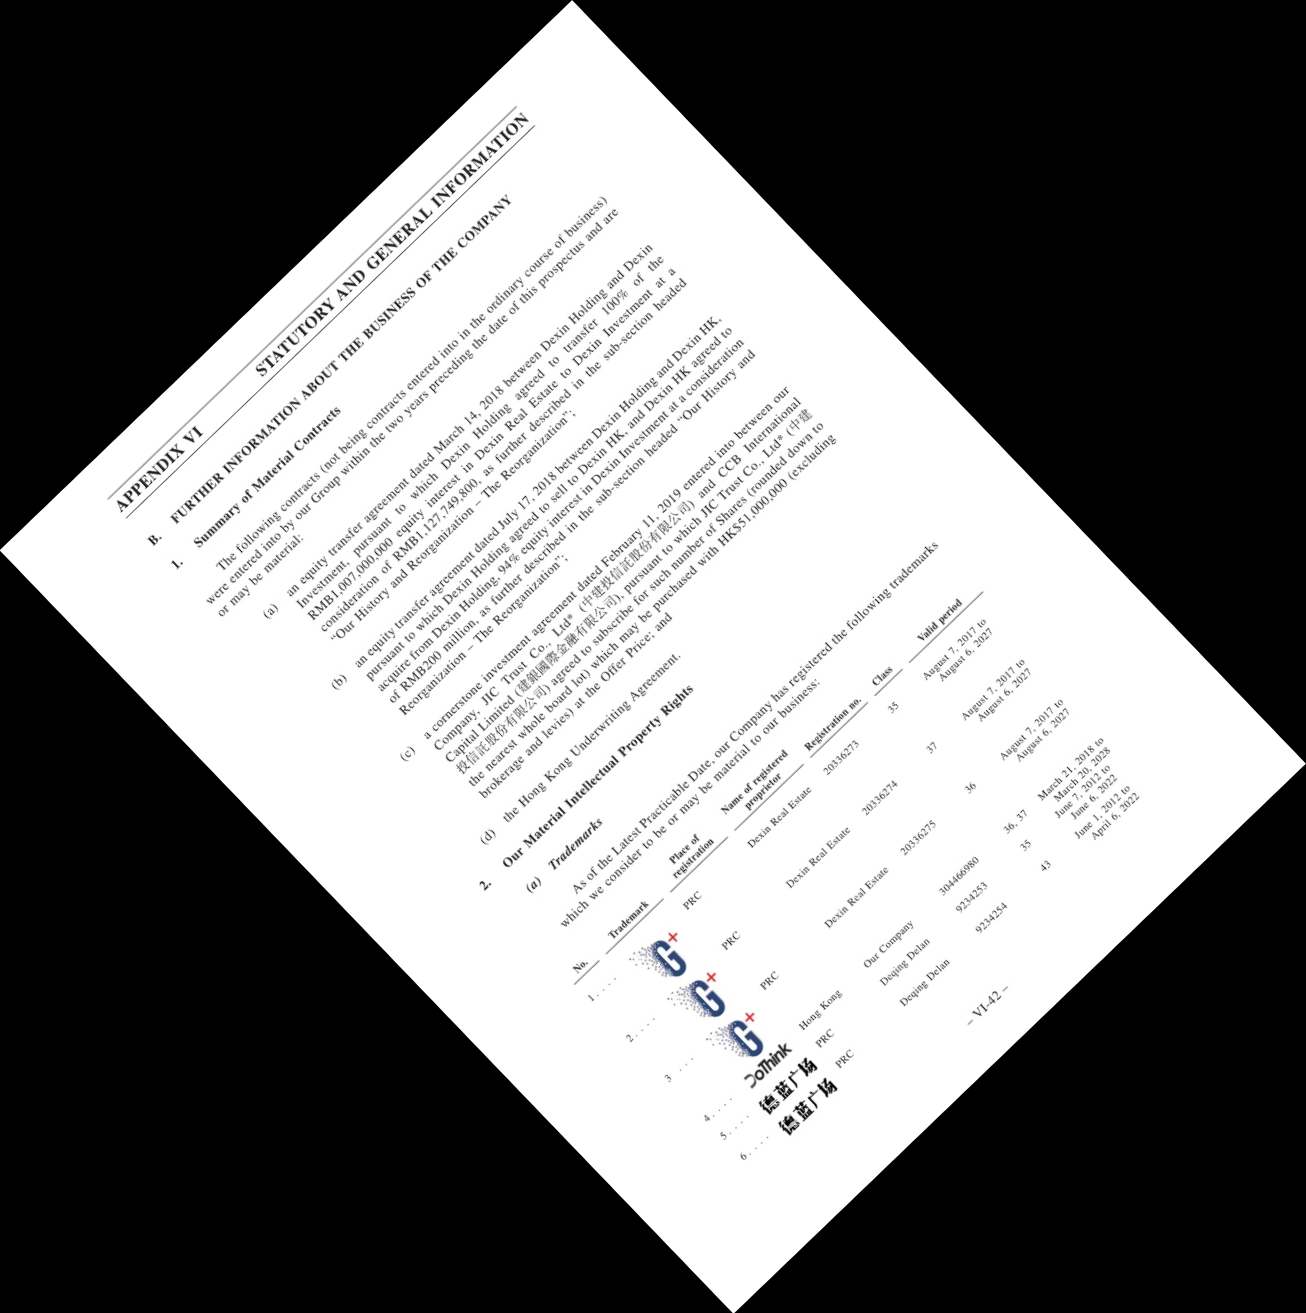 APPENDIX VI STATUTORY AND GENERAL INFORMATION
B. FURTHER INFORMATION ABOUT THE BUSINESS OF THE COMPANY
1. Summary of Material Contracts
The following contracts (not being contracts entered into in the ordinary course of business)
were entered into by our Group within the two years preceding the date of this prospectus and are
or may be material:
(a) an equity transfer agreement dated March 14, 2018 between Dexin Holding and Dexin
Investment, pursuant to which Dexin Holding agreed to transfer 100% of the
RMB1,007,000,000 equity interest in Dexin Real Estate to Dexin Investment at a
consideration of RMB1,127,749,800, as further described in the sub-section headed
“Our History and Reorganization – The Reorganization”;
(b) an equity transfer agreement dated July 17, 2018 between Dexin Holding and Dexin HK,
pursuant to which Dexin Holding agreed to sell to Dexin HK, and Dexin HK agreed to
acquire from Dexin Holding, 94% equity interest in Dexin Investment at a consideration
of RMB200 million, as further described in the sub-section headed “Our History and
Reorganization – The Reorganization”;
(c) a cornerstone investment agreement dated February 11, 2019 entered into between our
Company, JIC Trust Co., Ltd* (中建投信託股份有限公司) and CCB International
Capital Limited (建銀國際金融有限公司), pursuant to which JIC Trust Co., Ltd* (中建
投信託股份有限公司) agreed to subscribe for such number of Shares (rounded down to
the nearest whole board lot) which may be purchased with HK$51,000,000 (excluding
brokerage and levies) at the Offer Price; and
(d) the Hong Kong Underwriting Agreement.
2. Our Material Intellectual Property Rights
(a) Trademarks
As of the Latest Practicable Date, our Company has registered the following trademarks
which we consider to be or may be material to our business:
No. Trademark Place of registration Name of registered proprietor Registration no. Class Valid period
1 . . . . G+ PRC Dexin Real Estate 20336273 35 August 7, 2017 to
August 6, 2027
2 . . . . G+ PRC Dexin Real Estate 20336274 37 August 7, 2017 to
August 6, 2027
3 . . . G+ PRC Dexin Real Estate 20336275 36 August 7, 2017 to
August 6, 2027
4 . . . . DoThink Hong Kong Our Company 304466980 36, 37 March 21, 2018 to
March 20, 2028
5 . . . . 德蓝广场 PRC Deqing Delan 9234253 35 June 7, 2012 to
June 6, 2022
6 . . . . 德蓝广场 PRC Deqing Delan 9234254 43 June 1, 2012 to
April 6, 2022
– VI-42 –